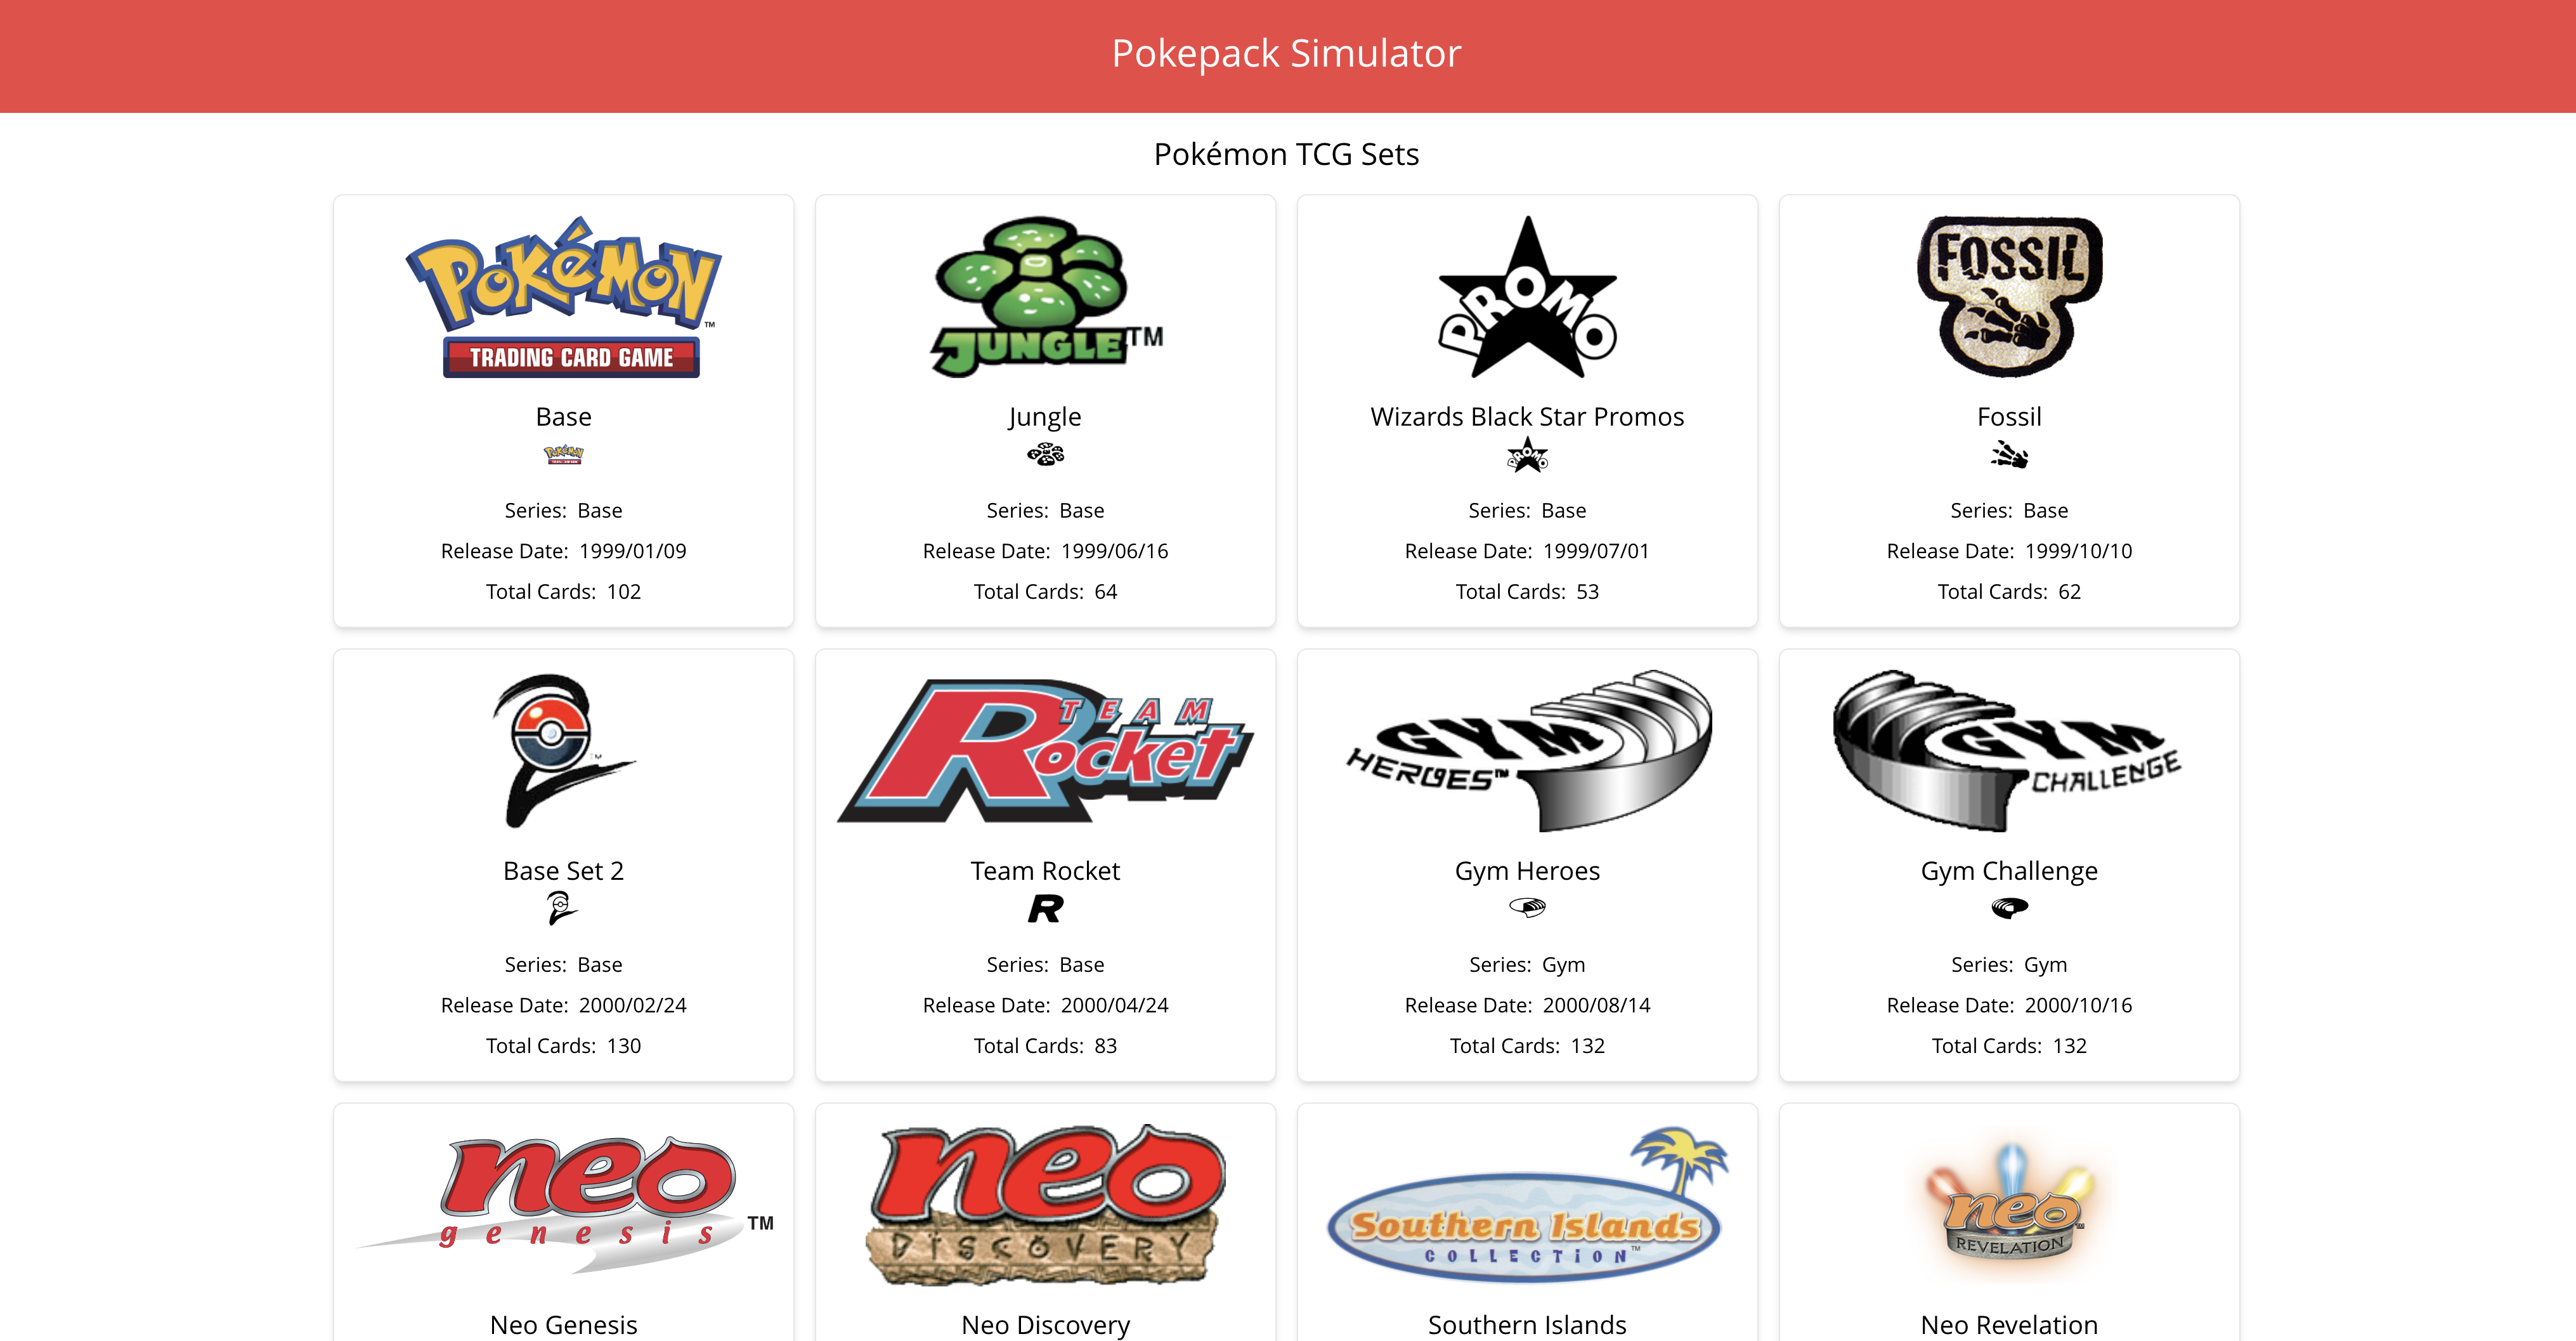 Pokepack Simulator
Pokémon TCG Sets
POKéMON
TM
TRADING CARD GAME
Base
Series: Base
Release Date: 1999/01/09
Total Cards: 102
JUNGLE TM
Jungle
Series: Base
Release Date: 1999/06/16
Total Cards: 64
PROMO
Wizards Black Star Promos
PROMO
Series: Base
Release Date: 1999/07/01
Total Cards: 53
FOSSIL
Fossil
Series: Base
Release Date: 1999/10/10
Total Cards: 62
TM
Base Set 2
Series: Base
Release Date: 2000/02/24
Total Cards: 130
TEAM
Rocket
Team Rocket
R
Series: Base
Release Date: 2000/04/24
Total Cards: 83
GYM
HEROES™
Gym Heroes
Series: Gym
Release Date: 2000/08/14
Total Cards: 132
GYM
CHALLENGE
Gym Challenge
Series: Gym
Release Date: 2000/10/16
Total Cards: 132
neo
genesis TM
Neo Genesis
neo
DISCOVERY
Neo Discovery
Southern Islands
COLLECTION™
Southern Islands
neo
REVELATION
Neo Revelation